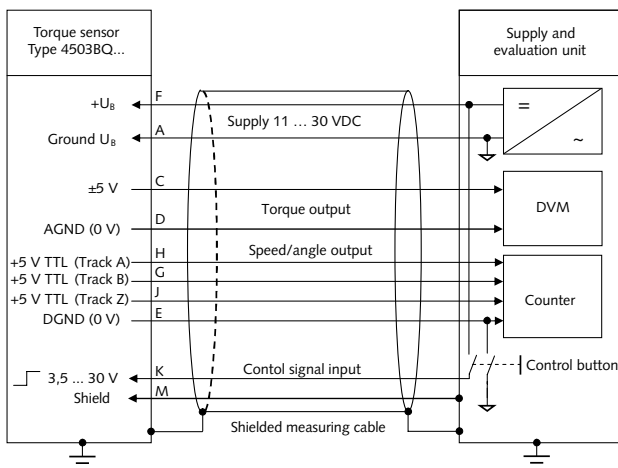 Torque sensor
Type 4503BQ...
Supply and
evaluation unit
+U_B
F
Supply 11 ... 30 VDC
=
~
Ground U_B
A
±5 V
C
Torque output
DVM
AGND (0 V)
D
Speed/angle output
+5 V TTL (Track A)
H
+5 V TTL (Track B)
G
+5 V TTL (Track Z)
J
DGND (0 V)
E
Counter
Control button
3,5 ... 30 V
K
Contol signal input
Shield
M
Shielded measuring cable